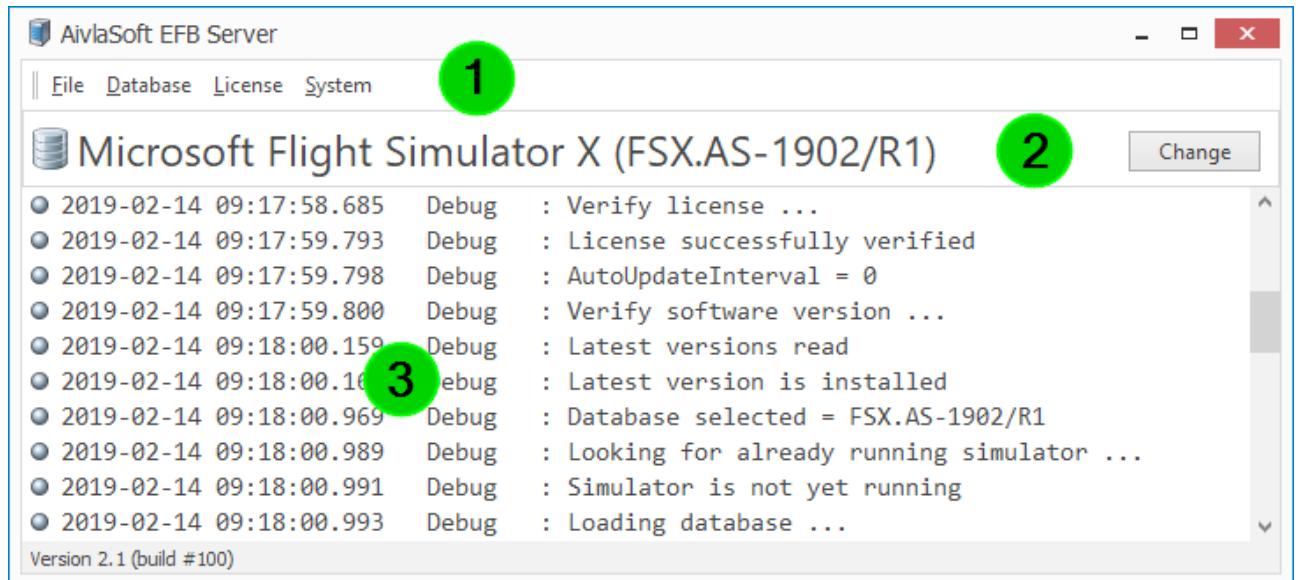 AivlaSoft EFB Server
File Database License System
1
Microsoft Flight Simulator X (FSX.AS-1902/R1)
2
Change
2019-02-14 09:17:58.685 Debug : Verify license ...
2019-02-14 09:17:59.793 Debug : License successfully verified
2019-02-14 09:17:59.798 Debug : AutoUpdateInterval = 0
2019-02-14 09:17:59.800 Debug : Verify software version ...
2019-02-14 09:18:00.159 Debug : Latest versions read
2019-02-14 09:18:00.16 3 ebug : Latest version is installed
2019-02-14 09:18:00.969 Debug : Database selected = FSX.AS-1902/R1
2019-02-14 09:18:00.989 Debug : Looking for already running simulator ...
2019-02-14 09:18:00.991 Debug : Simulator is not yet running
2019-02-14 09:18:00.993 Debug : Loading database ...
Version 2.1 (build #100)